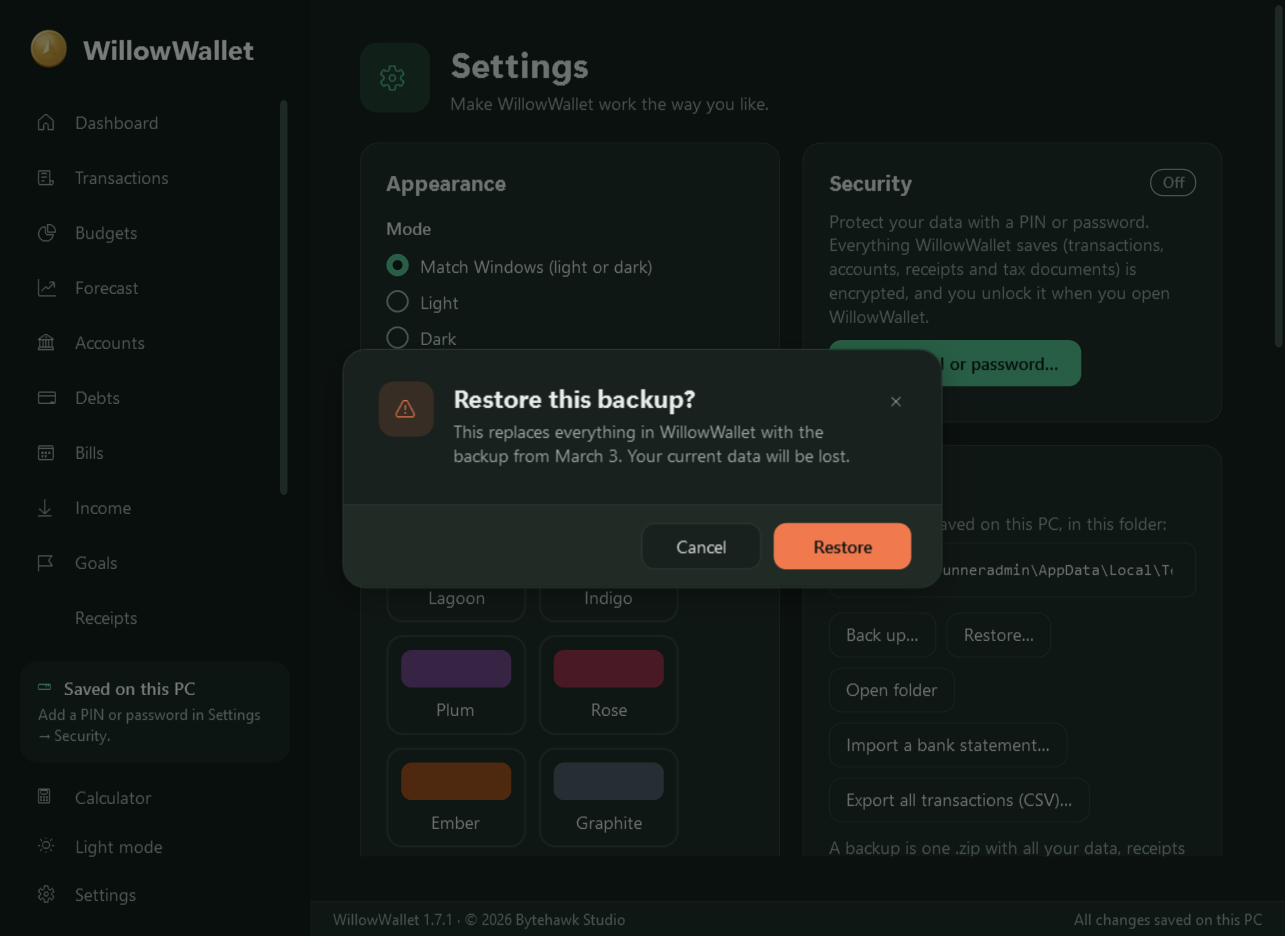 WillowWallet
Dashboard
Transactions
Budgets
Forecast
Accounts
Debts
Bills
Income
Goals
Receipts
Saved on this PC
Add a PIN or password in Settings
→ Security.
Calculator
Light mode
Settings
Settings
Make WillowWallet work the way you like.
Appearance
Mode
Match Windows (light or dark)
Light
Dark
Lagoon
Indigo
Plum
Rose
Ember
Graphite
Security
Off
Protect your data with a PIN or password.
Everything WillowWallet saves (transactions,
accounts, receipts and tax documents) is
encrypted, and you unlock it when you open
WillowWallet.
or password...
Restore this backup?
This replaces everything in WillowWallet with the
backup from March 3. Your current data will be lost.
Cancel
Restore
on this PC, in this folder:
\AppData\Local\
Back up...
Restore...
Open folder
Import a bank statement...
Export all transactions (CSV)...
A backup is one .zip with all your data, receipts
WillowWallet 1.7.1 · © 2026 Bytehawk Studio
All changes saved on this PC